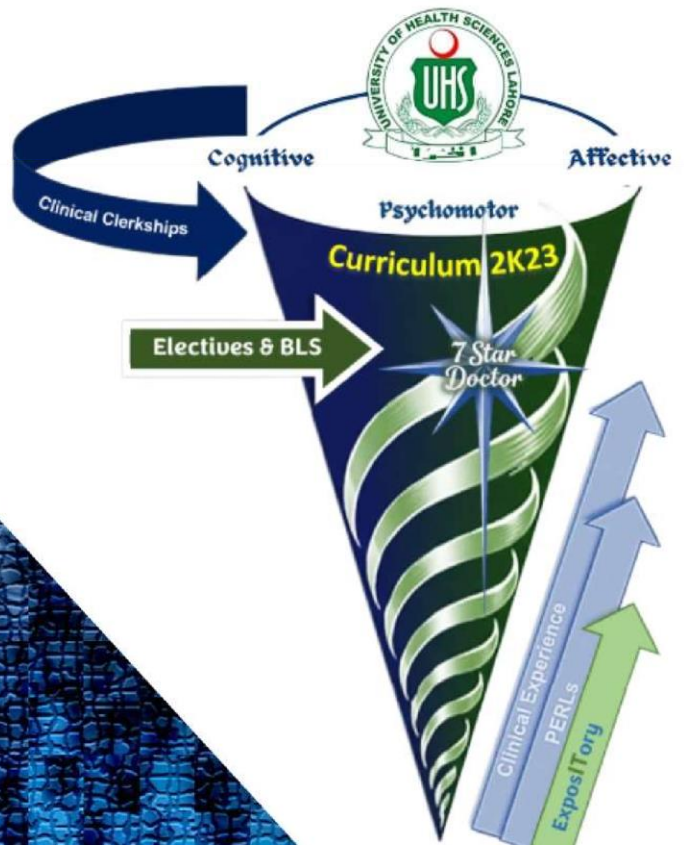 UNIVERSITY OF HEALTH SCIENCES LAHORE
UHS
Cognitive
Affective
Psychomotor
Clinical Clerkships
Curriculum 2K23
Electives & BLS
7 Star
Doctor
Clinical Experience
PERLs
ExposITory